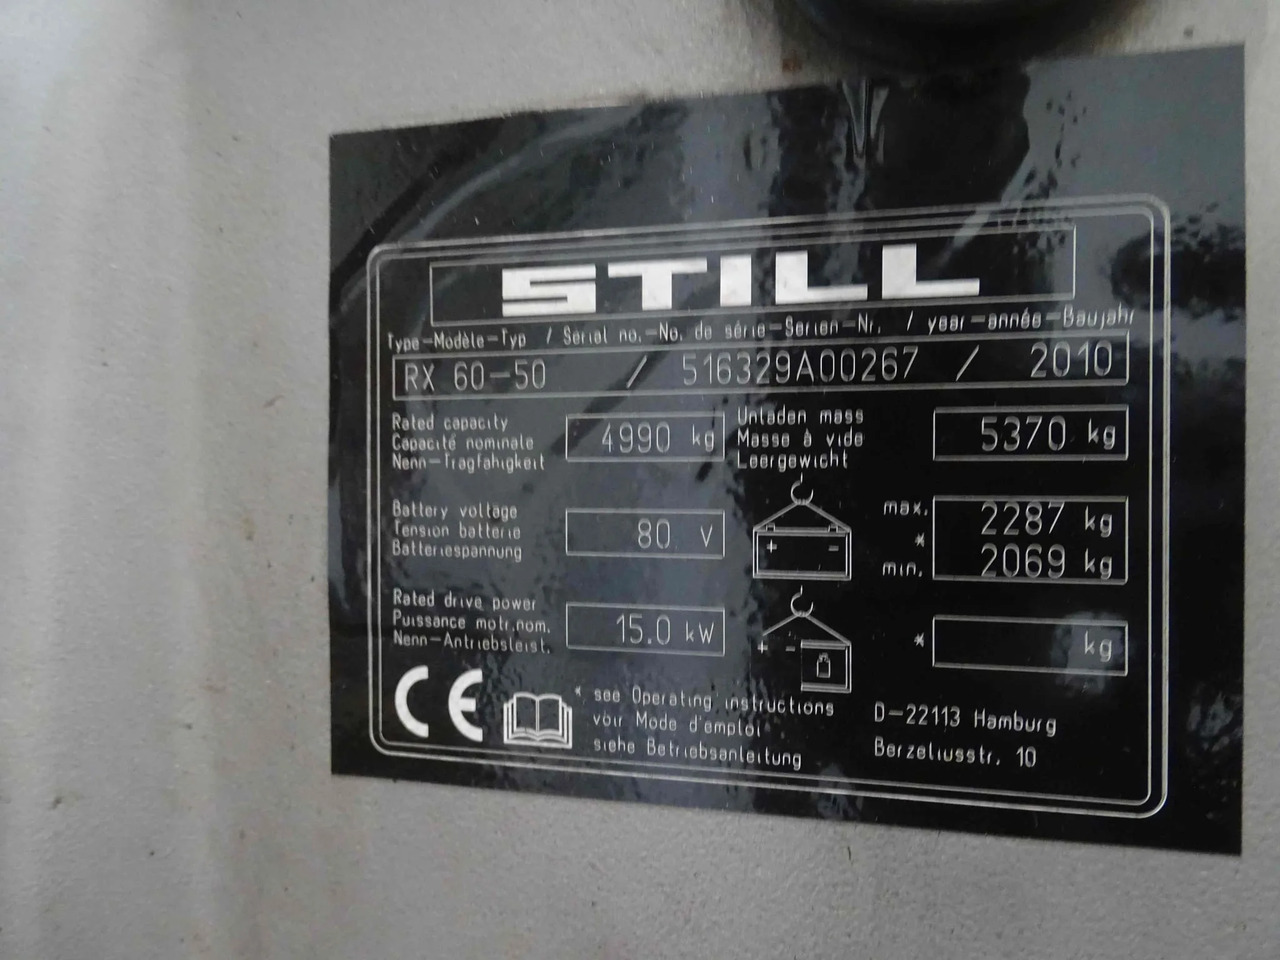 STILL
Type-Modèle-Typ / Serial no.-No. de série-Serien-Nr. / year-année-Baujahr
RX 60-50 / 516329A00267 / 2010
Rated capacity
Capacité nominale
Nenn-Tragfähigkeit
4990 kg
Unladen mass
Masse à vide
Leergewicht
5370 kg
Battery voltage
Tension batterie
Batteriespannung
80 V
+ -
max. 2287 kg
*
min. 2069 kg
Rated drive power
Puissance motr.nom.
Nenn-Antriebsleist.
15.0 kW
+ -
* kg
CE
* see Operating instructions
voir Mode d'emploi
siehe Betriebsanleitung
D-22113 Hamburg
Berzeliusstr. 10